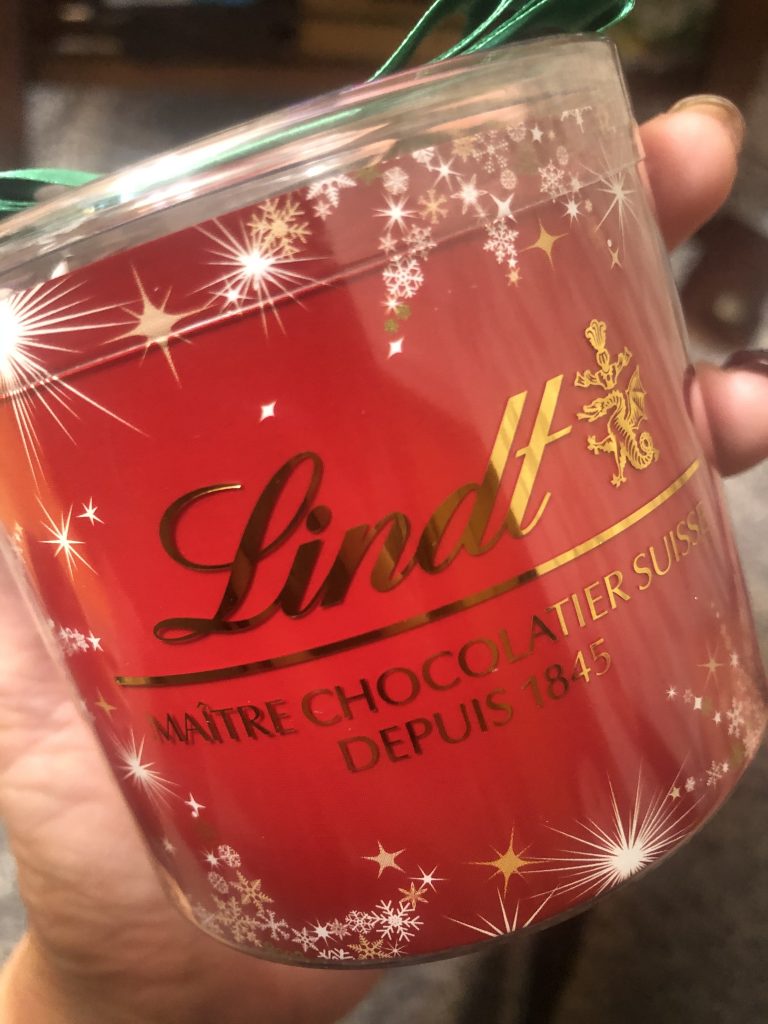 Lindt
MAÎTRE CHOCOLATIER SUISSE
DEPUIS 1845